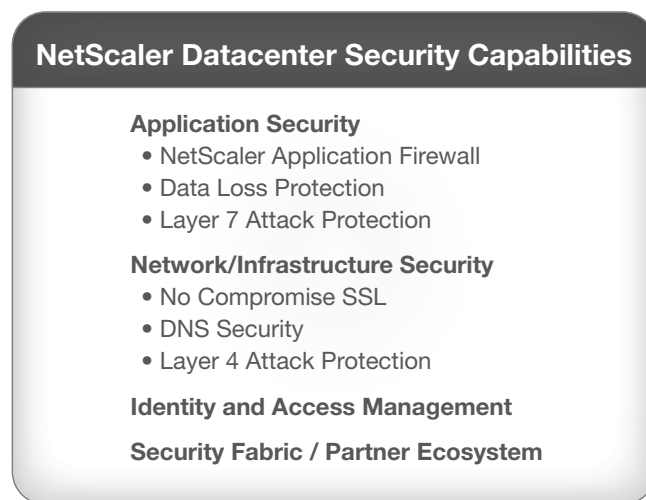 NetScaler Datacenter Security Capabilities
Application Security
• NetScaler Application Firewall
• Data Loss Protection
• Layer 7 Attack Protection
Network/Infrastructure Security
• No Compromise SSL
• DNS Security
• Layer 4 Attack Protection
Identity and Access Management
Security Fabric / Partner Ecosystem